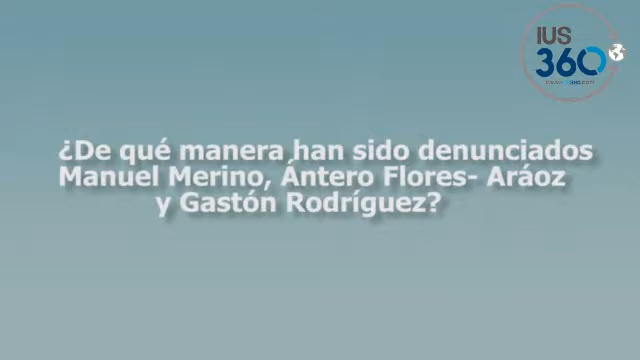 IUS
360
¿De qué manera han sido denunciados
Manuel Merino, Ántero Flores- Aráoz
y Gastón Rodríguez?